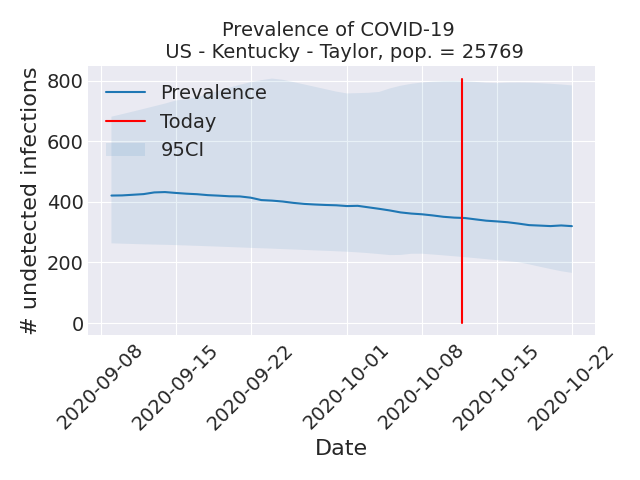 Prevalence of COVID-19
US - Kentucky - Taylor, pop. = 25769
# undetected infections
800
600
400
200
0
Prevalence
Today
95CI
2020-09-08
2020-09-15
2020-09-22
2020-10-01
2020-10-08
2020-10-15
2020-10-22
Date